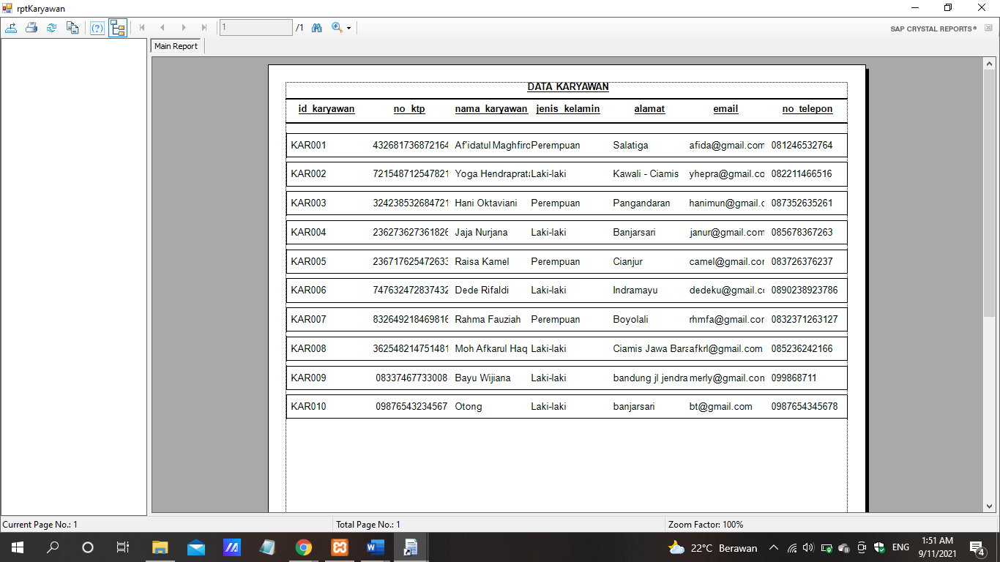 rptKaryawan
1 /1 SAP CRYSTAL REPORTS®
Main Report
DATA KARYAWAN
id_karyawan no_ktp nama_karyawan jenis_kelamin alamat email no_telepon
KAR001 432681736872164 Af'idatul Maghfiro Perempuan Salatiga afida@gmail.com 081246532764
KAR002 721548712547821 Yoga Hendraprata Laki-laki Kawali - Ciamis yhepra@gmail.co 082211466516
KAR003 324238532684721 Hani Oktaviani Perempuan Pangandaran hanimun@gmail.c 087352635261
KAR004 236273627361826 Jaja Nurjana Laki-laki Banjarsari janur@gmail.com 085678367263
KAR005 236717625472633 Raisa Kamel Perempuan Cianjur camel@gmail.com 083726376237
KAR006 747632472837432 Dede Rifaldi Laki-laki Indramayu dedeku@gmail.co 0890238923786
KAR007 832649218469816 Rahma Fauziah Perempuan Boyolali rhmfa@gmail.com 0832371263127
KAR008 362548214751481 Moh Afkarul Haq Laki-laki Ciamis Jawa Bara afkrl@gmail.com 085236242166
KAR009 08337467733008 Bayu Wijiana Laki-laki bandung jl jendra merly@gmail.com 099868711
KAR010 09876543234567 Otong Laki-laki banjarsari bt@gmail.com 0987654345678
Current Page No.: 1 Total Page No.: 1 Zoom Factor: 100%
22°C Berawan ENG 1:51 AM
9/11/2021 4